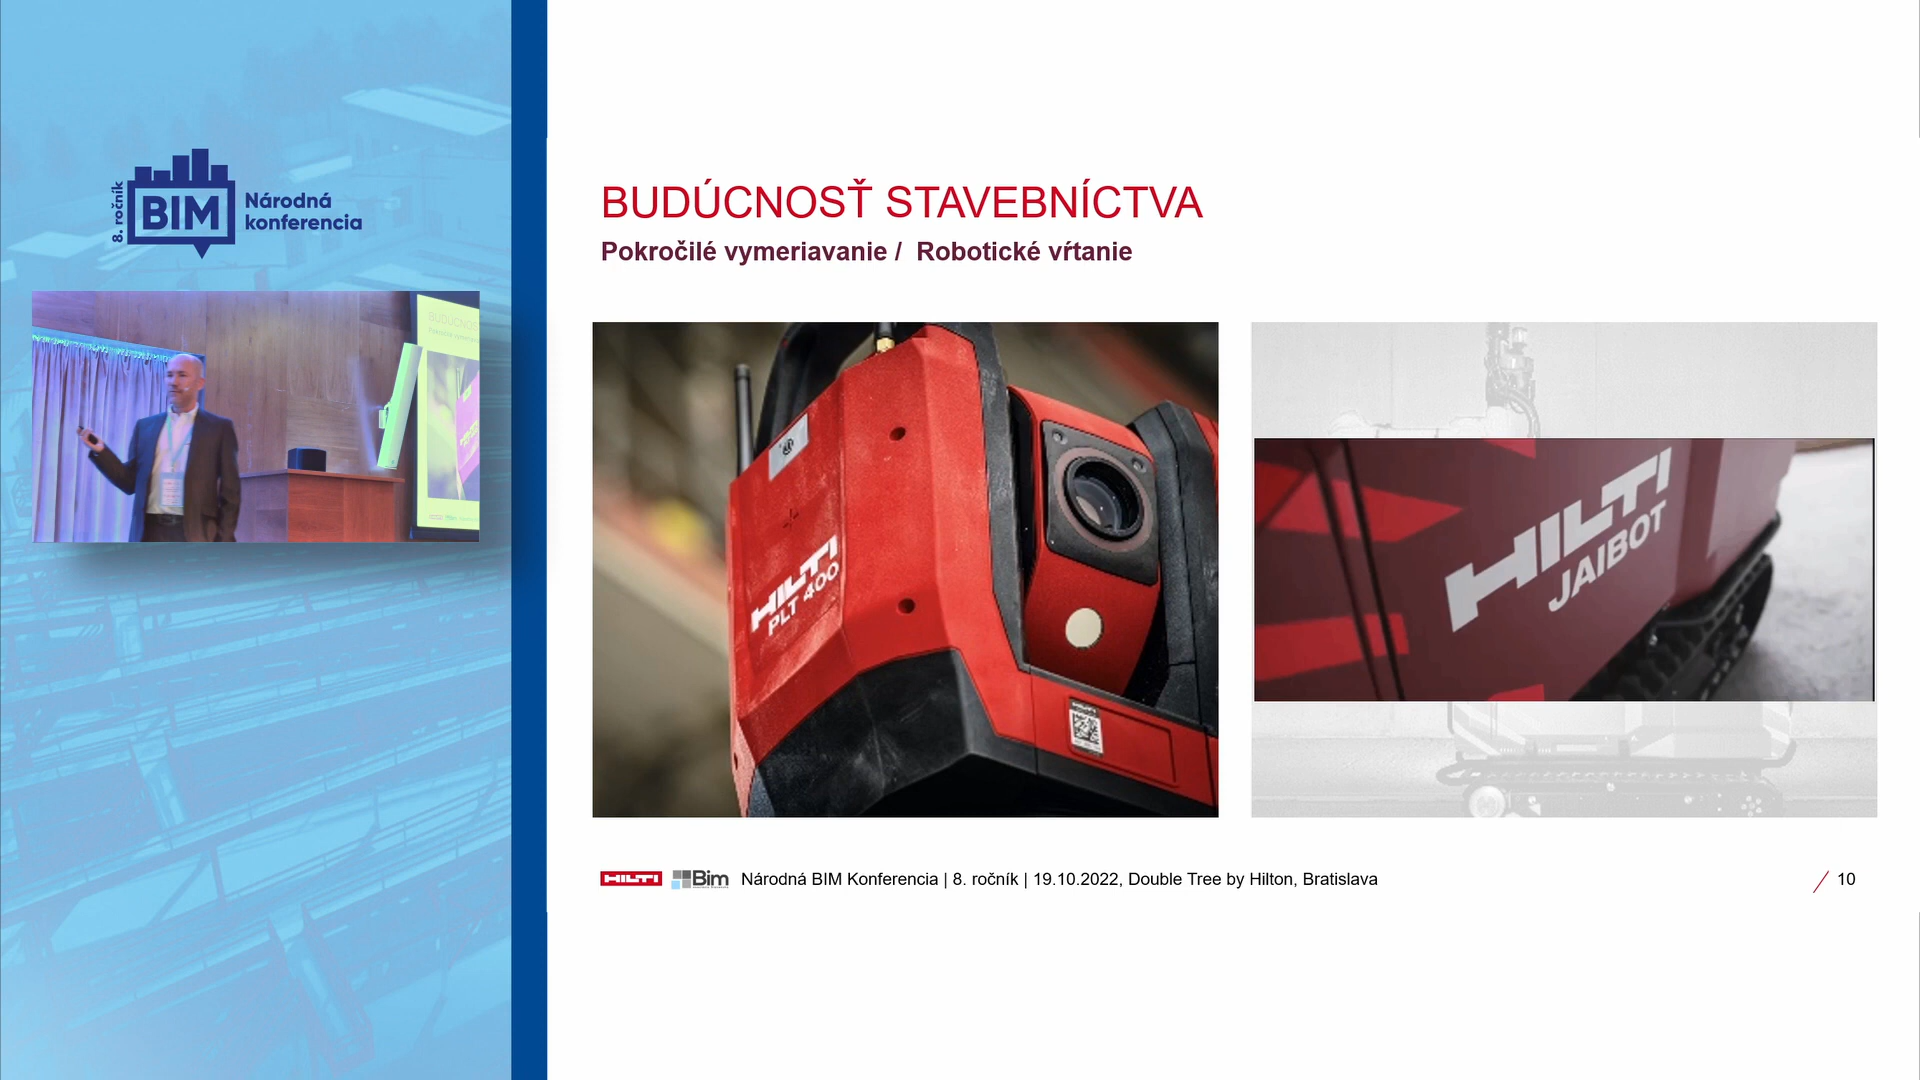 8. ročník
BIM
Národná
konferencia
BUDÚCNOSŤ STAVEBNÍCTVA
Pokročilé vymeriavanie / Robotické vŕtanie
HILTI
PLT 400
HILTI
JAIBOT
HILTI
Bim
Národná BIM Konferencia | 8. ročník | 19.10.2022, Double Tree by Hilton, Bratislava
10